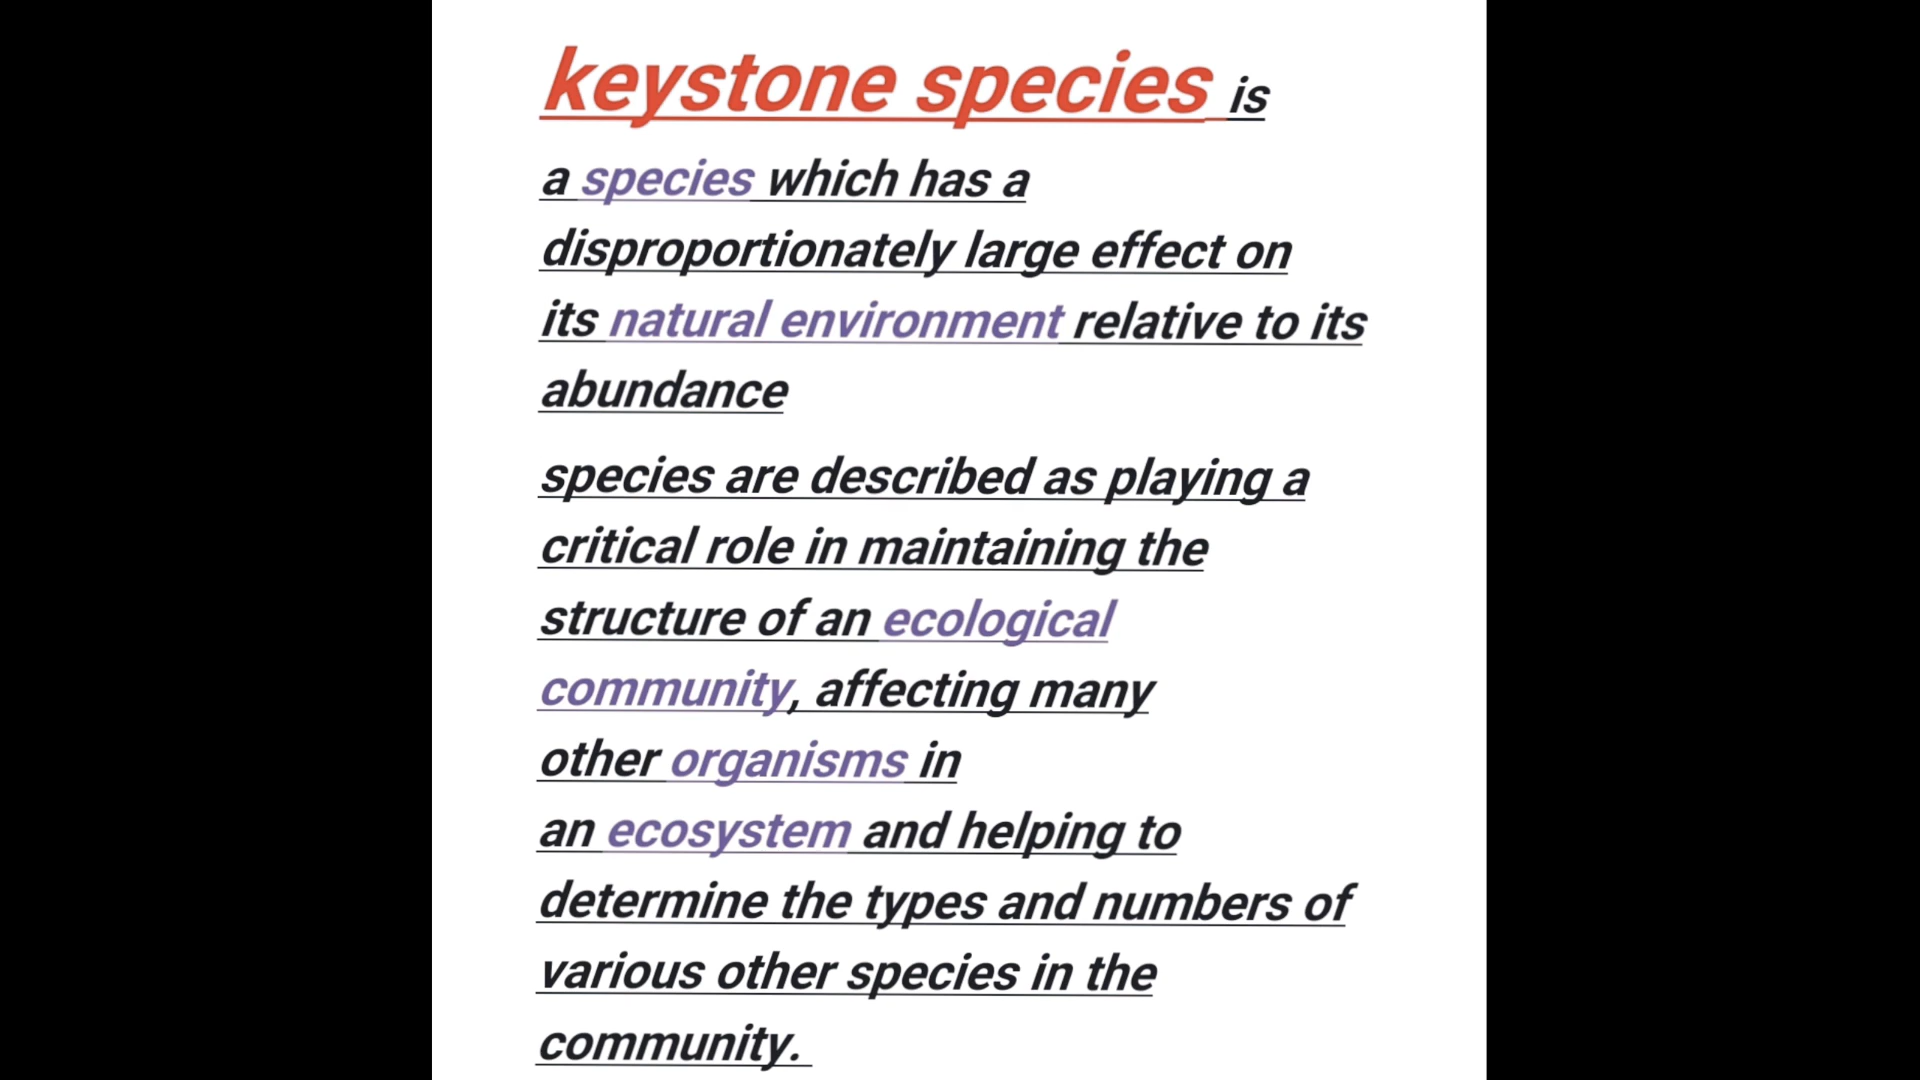 keystone species is
a species which has a
disproportionately large effect on
its natural environment relative to its
abundance
species are described as playing a
critical role in maintaining the
structure of an ecological
community, affecting many
other organisms in
an ecosystem and helping to
determine the types and numbers of
various other species in the
community.